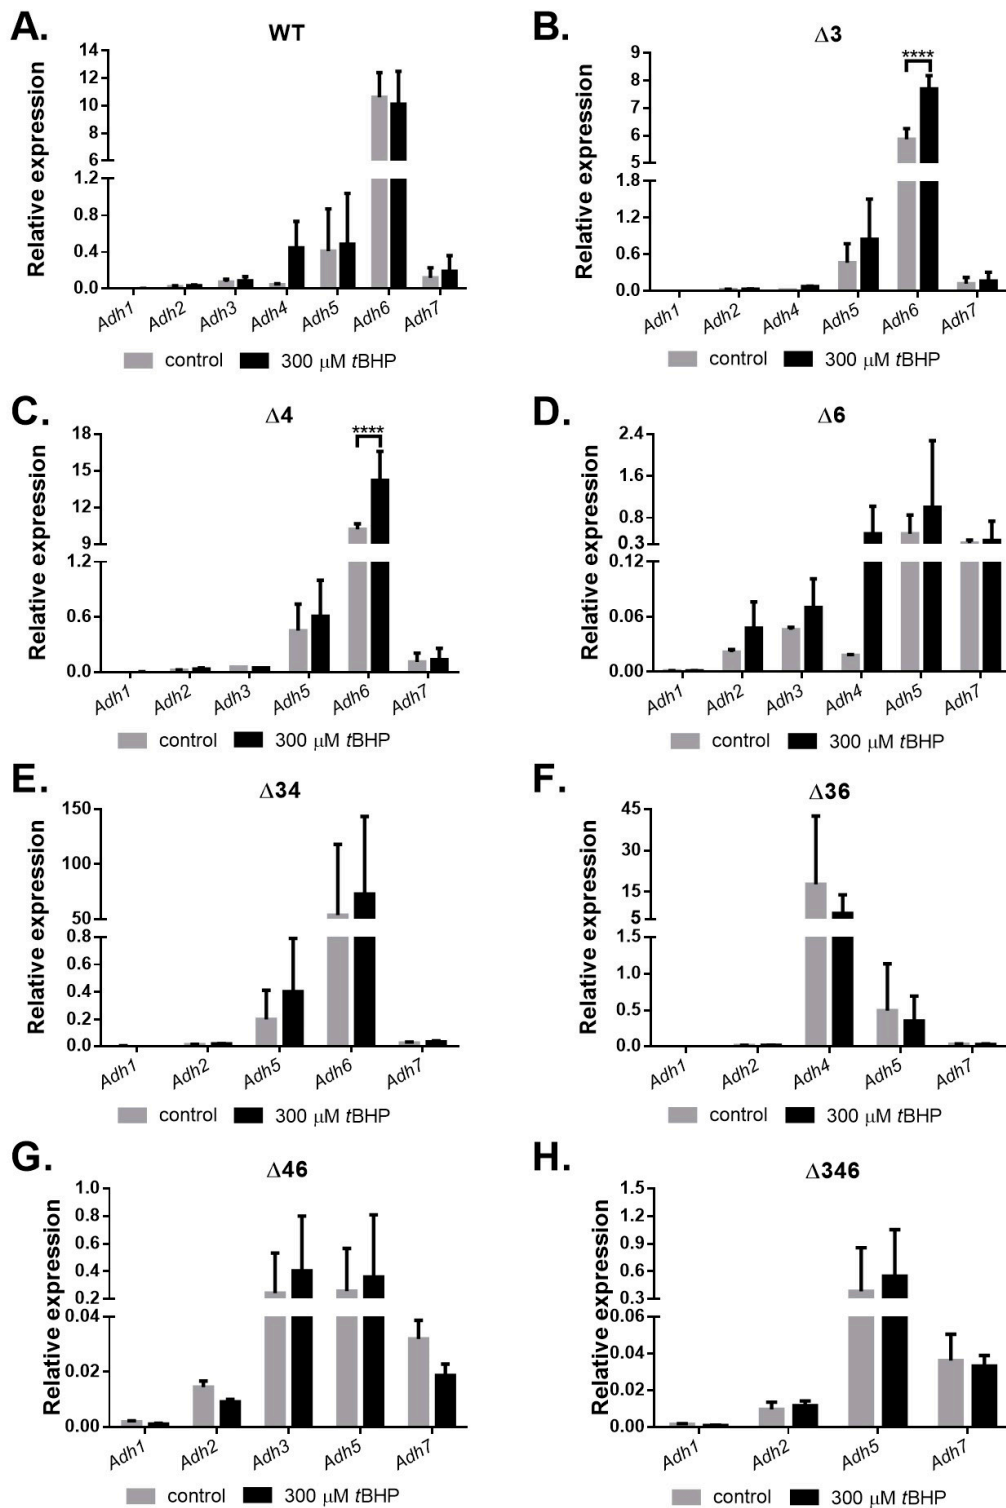 A.
WT
Relative expression
14
12
10
8
6
1.2
0.8
0.4
0.0
Adh1 Adh2 Adh3 Adh4 Adh5 Adh6 Adh7
control 300 μM tBHP
B.
Δ3
Relative expression
9
8
7
6
5
1.8
1.2
0.6
0.0
****
Adh1 Adh2 Adh4 Adh5 Adh6 Adh7
control 300 μM tBHP
C.
Δ4
Relative expression
18
15
12
9
1.2
0.6
0.0
****
Adh1 Adh2 Adh3 Adh5 Adh6 Adh7
control 300 μM tBHP
D.
Δ6
Relative expression
2.4
1.6
0.8
0.3
0.12
0.06
0.00
Adh1 Adh2 Adh3 Adh4 Adh5 Adh7
control 300 μM tBHP
E.
Δ34
Relative expression
150
100
50
0.8
0.6
0.4
0.2
0.0
Adh1 Adh2 Adh5 Adh6 Adh7
control 300 μM tBHP
F.
Δ36
Relative expression
45
30
15
5
1.5
1.0
0.5
0.0
Adh1 Adh2 Adh4 Adh5 Adh7
control 300 μM tBHP
G.
Δ46
Relative expression
1.0
0.8
0.6
0.4
0.2
0.04
0.02
0.00
Adh1 Adh2 Adh3 Adh5 Adh7
control 300 μM tBHP
H.
Δ346
Relative expression
1.5
1.2
0.9
0.6
0.3
0.06
0.04
0.02
0.00
Adh1 Adh2 Adh5 Adh7
control 300 μM tBHP